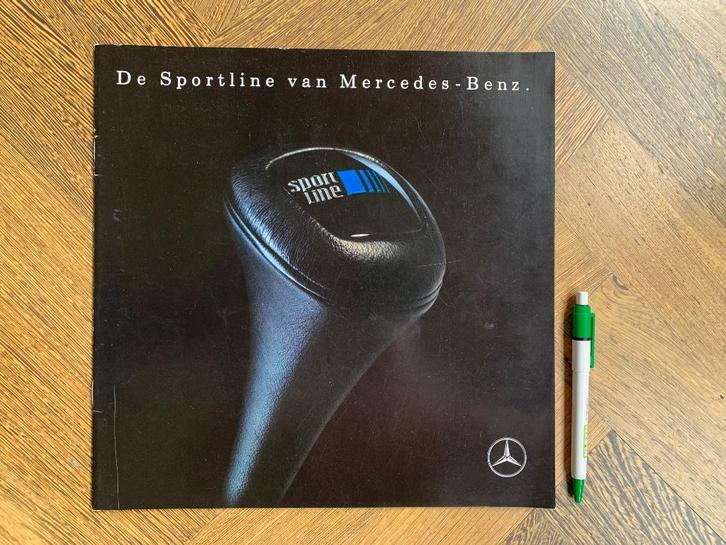 De Sportline van Mercedes-Benz.
sport
line